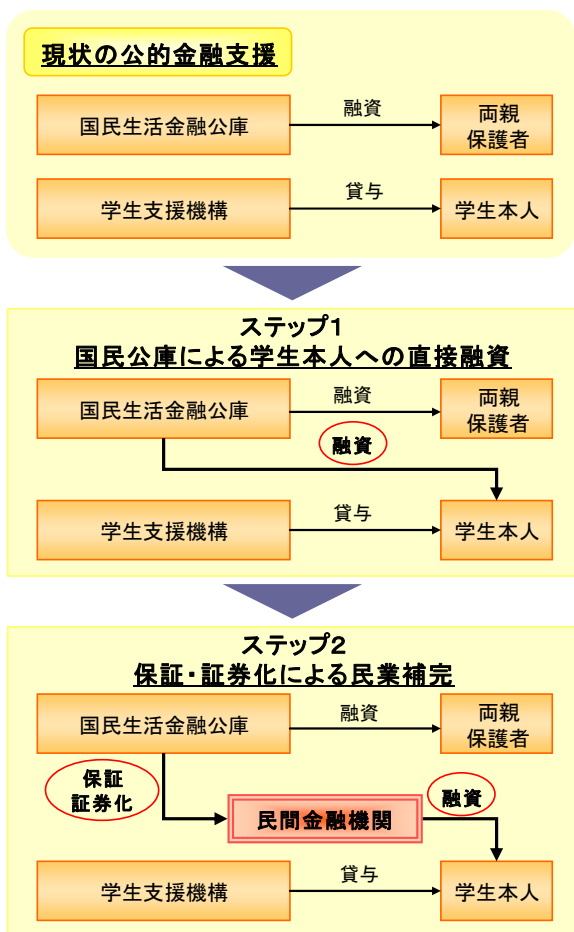 現状の公的金融支援
国民生活金融公庫
融資
両親
保護者
学生支援機構
貸与
学生本人
ステップ1
国民公庫による学生本人への直接融資
国民生活金融公庫
融資
両親
保護者
融資
学生支援機構
貸与
学生本人
ステップ2
保証・証券化による民業補完
国民生活金融公庫
融資
両親
保護者
保証
証券化
民間金融機関
融資
学生支援機構
貸与
学生本人